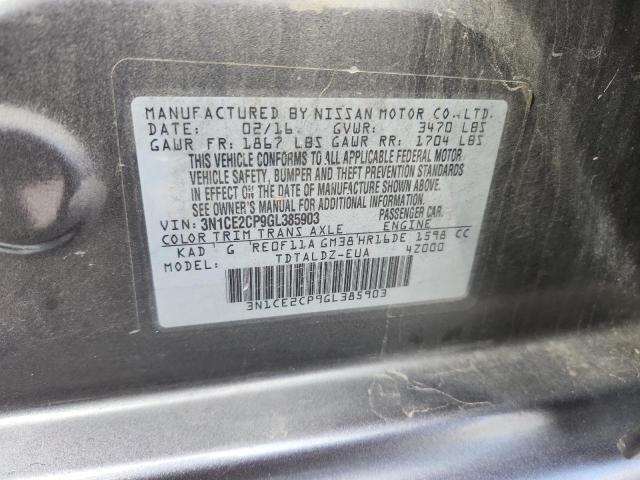 MANUFACTURED BY NISSAN MOTOR CO.,LTD.
DATE: 02/16 GVWR: 3470 LBS
GAWR FR: 1867 LBS GAWR RR: 1704 LBS
THIS VEHICLE CONFORMS TO ALL APPLICABLE FEDERAL MOTOR
VEHICLE SAFETY, BUMPER AND THEFT PREVENTION STANDARDS
IN EFFECT ON THE DATE OF MANUFACTURE SHOWN ABOVE.
SEE OWNER'S MANUAL FOR ADDITIONAL INFORMATION.
VIN: 3N1CE2CP9GL385903 PASSENGER CAR
COLOR TRIM TRANS AXLE ENGINE
KAD G RE0F11A GM38 HR16DE 1598 CC
MODEL: TDTALDZ-EUA 4Z000
3N1CE2CP9GL385903